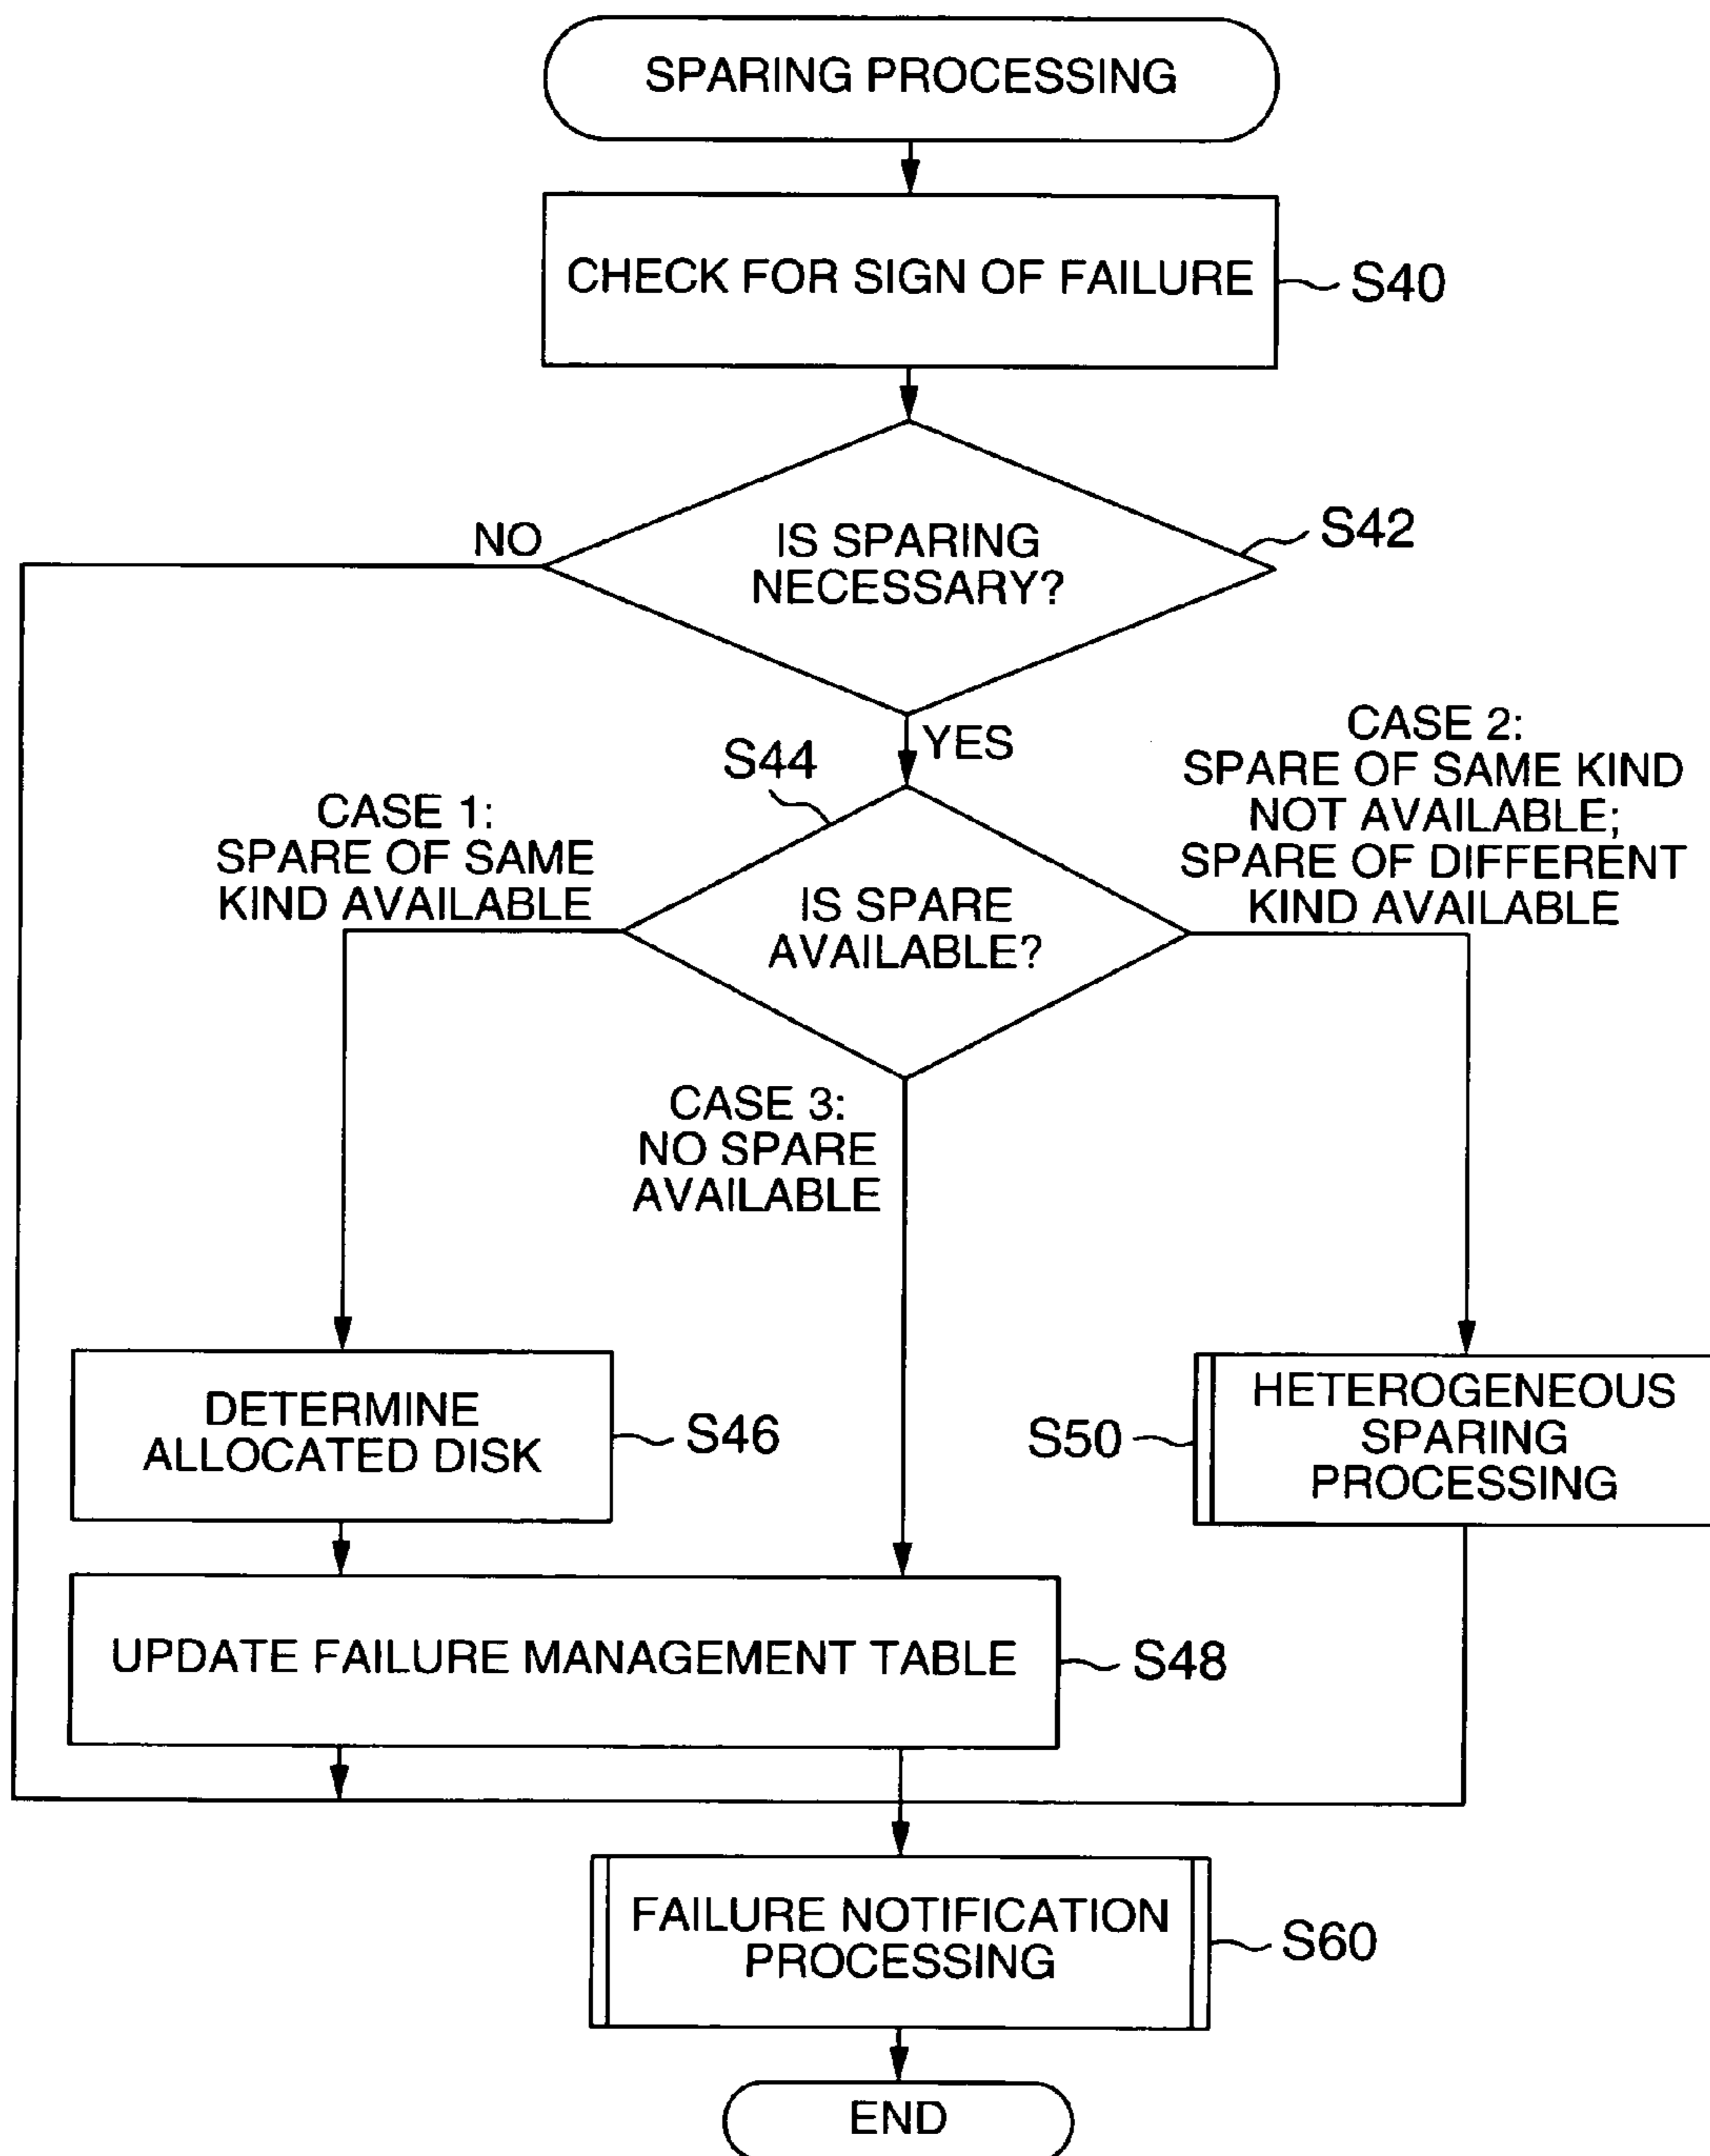 SPARING PROCESSING
CHECK FOR SIGN OF FAILURE
S40
NO
IS SPARING
NECESSARY?
S42
YES
S44
CASE 1:
SPARE OF SAME
KIND AVAILABLE
IS SPARE
AVAILABLE?
CASE 2:
SPARE OF SAME KIND
NOT AVAILABLE;
SPARE OF DIFFERENT
KIND AVAILABLE
CASE 3:
NO SPARE
AVAILABLE
DETERMINE
ALLOCATED DISK
S46
S50
HETEROGENEOUS
SPARING
PROCESSING
UPDATE FAILURE MANAGEMENT TABLE
S48
FAILURE NOTIFICATION
PROCESSING
S60
END